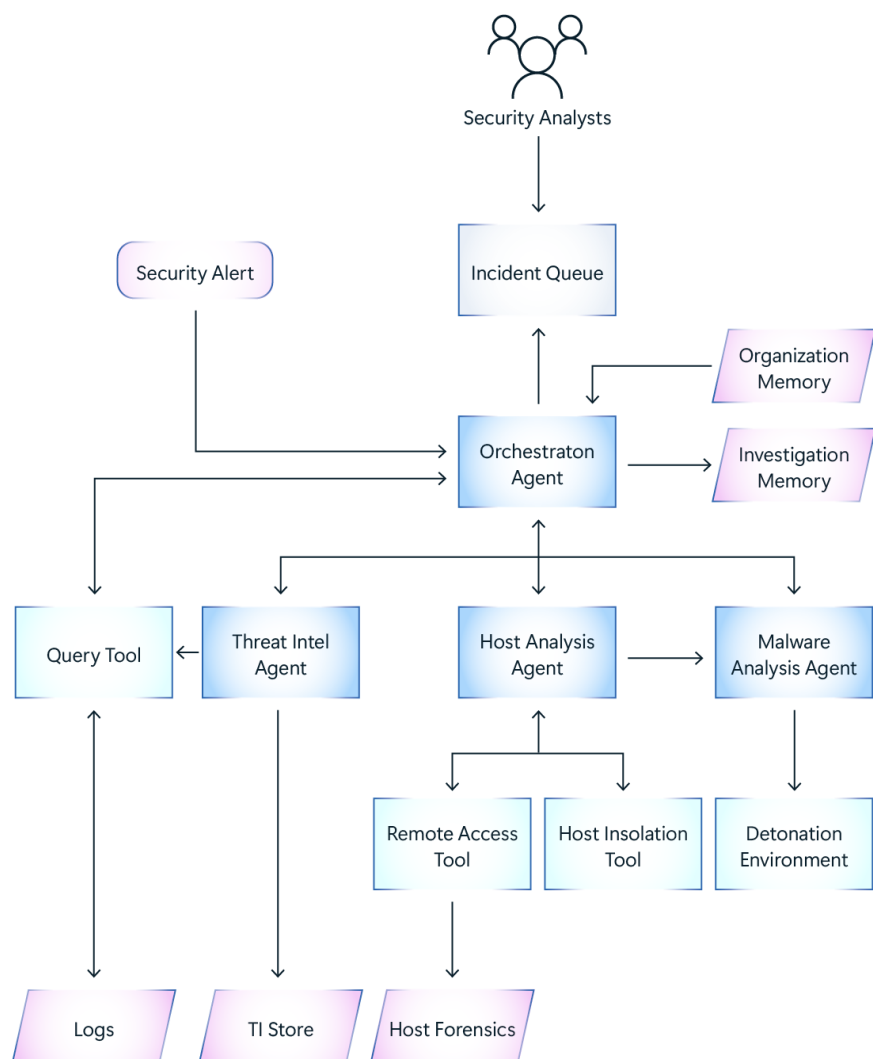 Security Analysts
Security Alert
Incident Queue
Organization
Memory
Orchestraton
Agent
Investigation
Memory
Query Tool
Threat Intel
Agent
Host Analysis
Agent
Malware
Analysis Agent
Remote Access
Tool
Host Insolation
Tool
Detonation
Environment
Logs
TI Store
Host Forensics